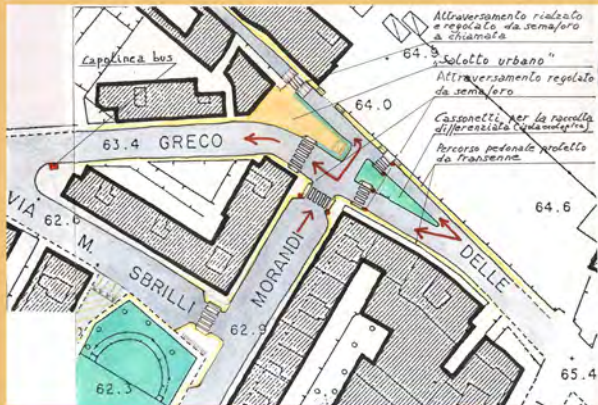 Attraversamento rialzato
e regolato da semaforo
a chiamata
"Salotto urbano"
Attraversamento regolato
da semaforo
Cassonetti per la raccolta
differenziata
Percorso pedonale protetto
da transenne
Capolinea bus
64.9
64.0
63.4 GRECO
64.6
VIA M. SBRILLI
62.6
MORANDI
DELLE
62.9
62.3
65.4